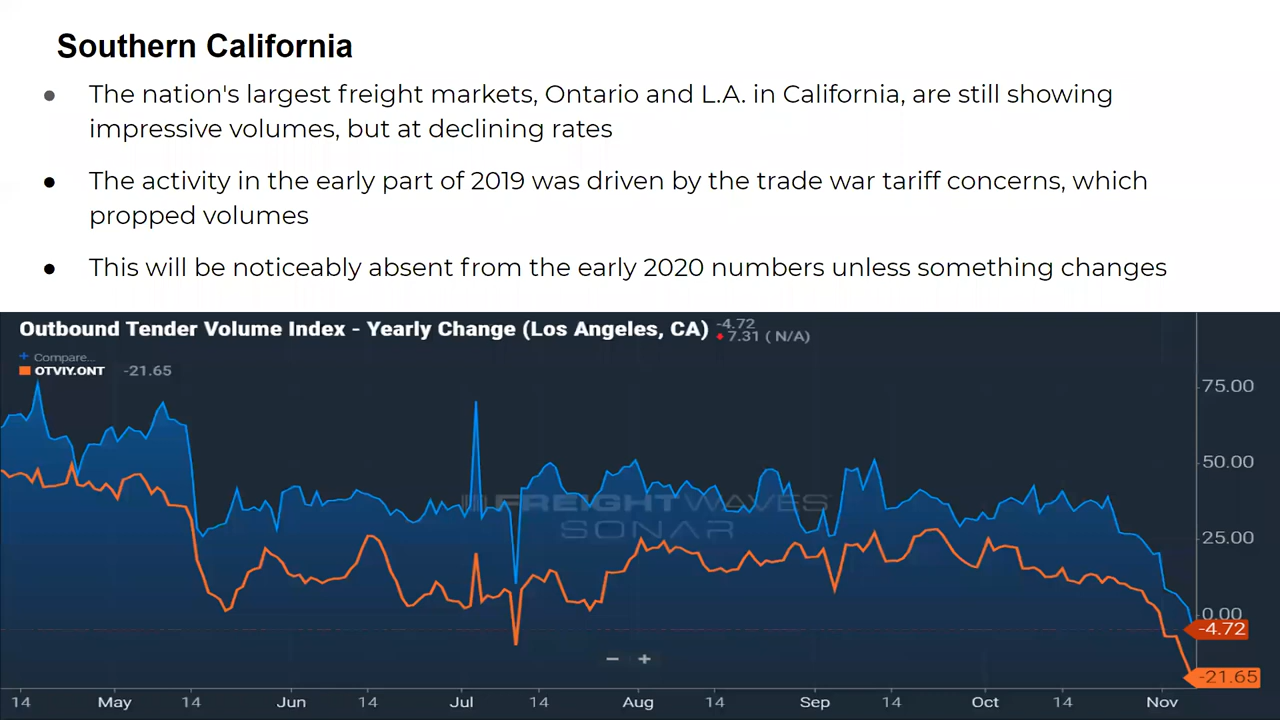 Southern California
● The nation's largest freight markets, Ontario and L.A. in California, are still showing
impressive volumes, but at declining rates
● The activity in the early part of 2019 was driven by the trade war tariff concerns, which
propped volumes
● This will be noticeably absent from the early 2020 numbers unless something changes
Outbound Tender Volume Index - Yearly Change (Los Angeles, CA) -4.72
7.31 ( N/A)
+ Compare...
OTVIY.ONT -21.65
75.00
50.00
FREIGHTWAVES
SONAR
25.00
0.00
-4.72
− +
-21.65
14 May 14 Jun 14 Jul 14 Aug 14 Sep 14 Oct 14 Nov